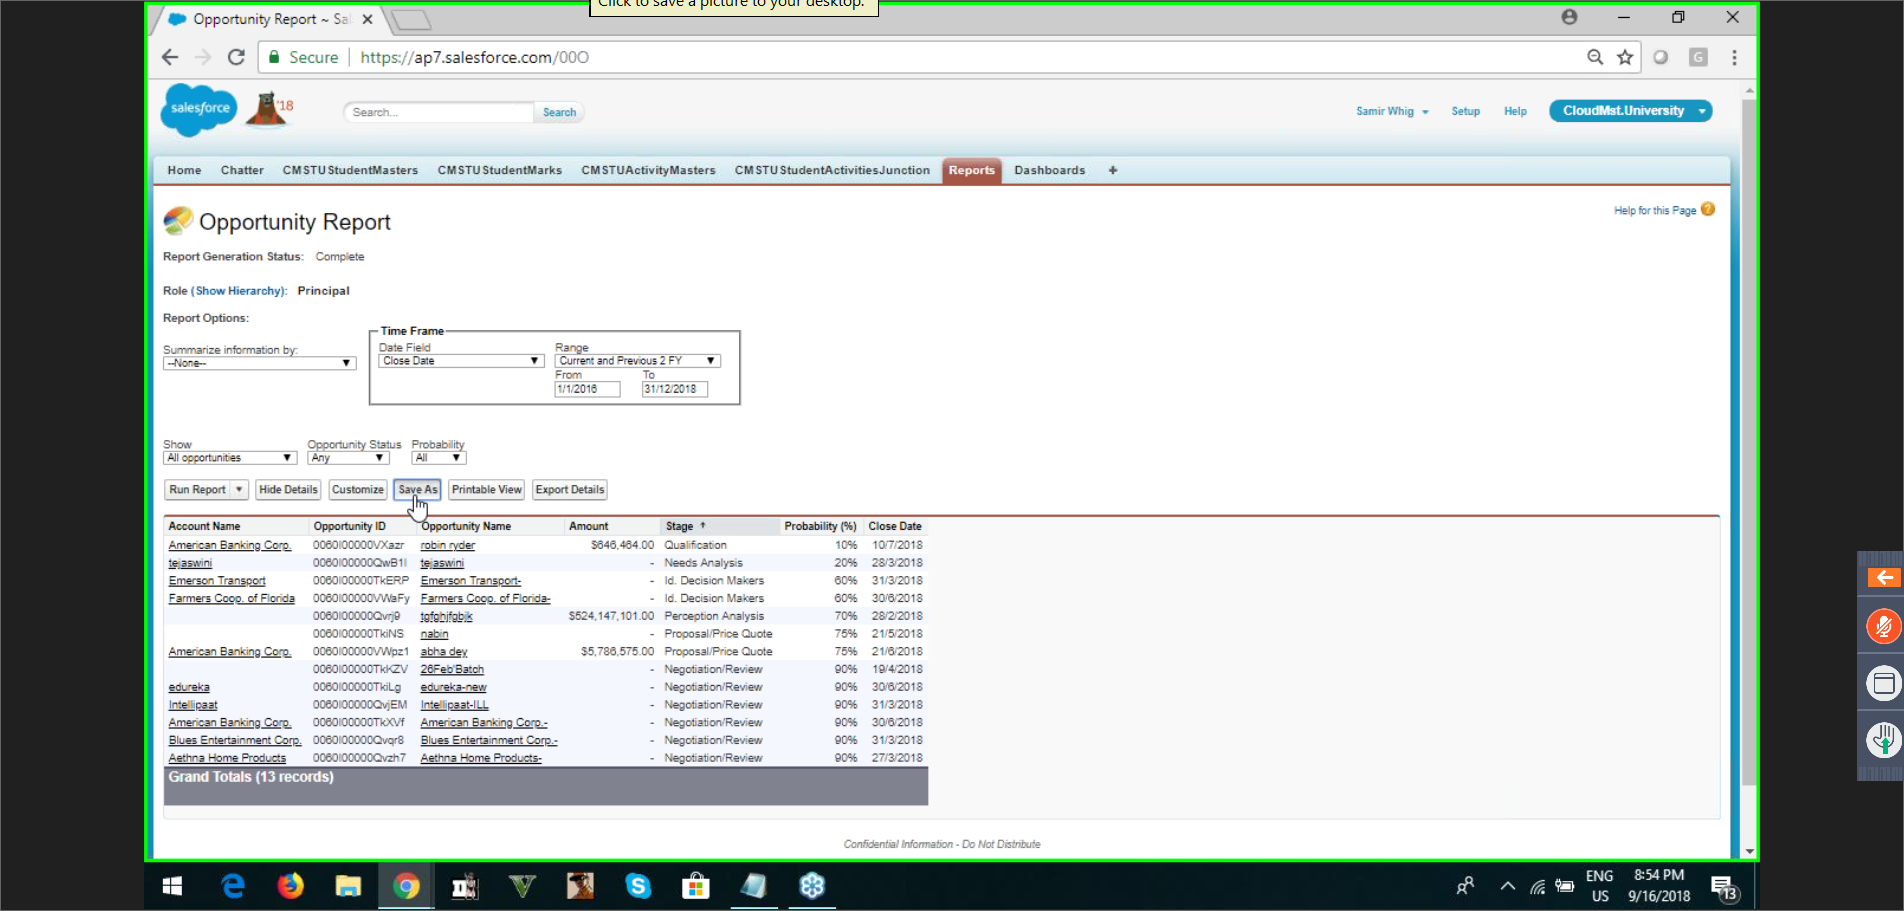 Click to save a picture to your desktop.
Opportunity Report ~ Sal
Secure https://ap7.salesforce.com/00O
salesforce '18 Search... Search Samir Whig Setup Help CloudMst.University
Home Chatter CMSTUStudentMasters CMSTUStudentMarks CMSTUActivityMasters CMSTUStudentActivitiesJunction Reports Dashboards +
Opportunity Report Help for this Page ?
Report Generation Status: Complete
Role (Show Hierarchy): Principal
Report Options:
Time Frame
Summarize information by: Date Field Range
--None-- Close Date Current and Previous 2 FY
From To
1/1/2016 31/12/2018
Show Opportunity Status Probability
All opportunities Any All
Run Report Hide Details Customize Save As Printable View Export Details
Account Name Opportunity ID Opportunity Name Amount Stage ↑ Probability (%) Close Date
American Banking Corp. 0060I00000VXazr robin ryder $646,464.00 Qualification 10% 10/7/2018
tejaswini 0060I00000QwB1I tejaswini - Needs Analysis 20% 28/3/2018
Emerson Transport 0060I00000TkERP Emerson Transport- - Id. Decision Makers 60% 31/3/2018
Farmers Coop. of Florida 0060I00000VWaFy Farmers Coop. of Florida- - Id. Decision Makers 60% 30/6/2018
0060I00000Qvrj9 $524,147,101.00 Perception Analysis 70% 28/2/2018
0060I00000TkiNS nabin - Proposal/Price Quote 75% 21/5/2018
American Banking Corp. 0060I00000VWpz1 abha dey $5,786,575.00 Proposal/Price Quote 75% 21/6/2018
0060I00000TkKZV 26Feb'Batch - Negotiation/Review 90% 19/4/2018
edureka 0060I00000TkiLg edureka-new - Negotiation/Review 90% 30/6/2018
Intellipaat 0060I00000QvjEM Intellipaat-ILL - Negotiation/Review 90% 31/3/2018
American Banking Corp. 0060I00000TkXVf American Banking Corp.- - Negotiation/Review 90% 30/6/2018
Blues Entertainment Corp. 0060I00000Qvqr8 Blues Entertainment Corp.- - Negotiation/Review 90% 31/3/2018
Aethna Home Products 0060I00000Qvzh7 Aethna Home Products- - Negotiation/Review 90% 27/3/2018
Grand Totals (13 records)
Confidential Information - Do Not Distribute
ENG 8:54 PM
US 9/16/2018 13